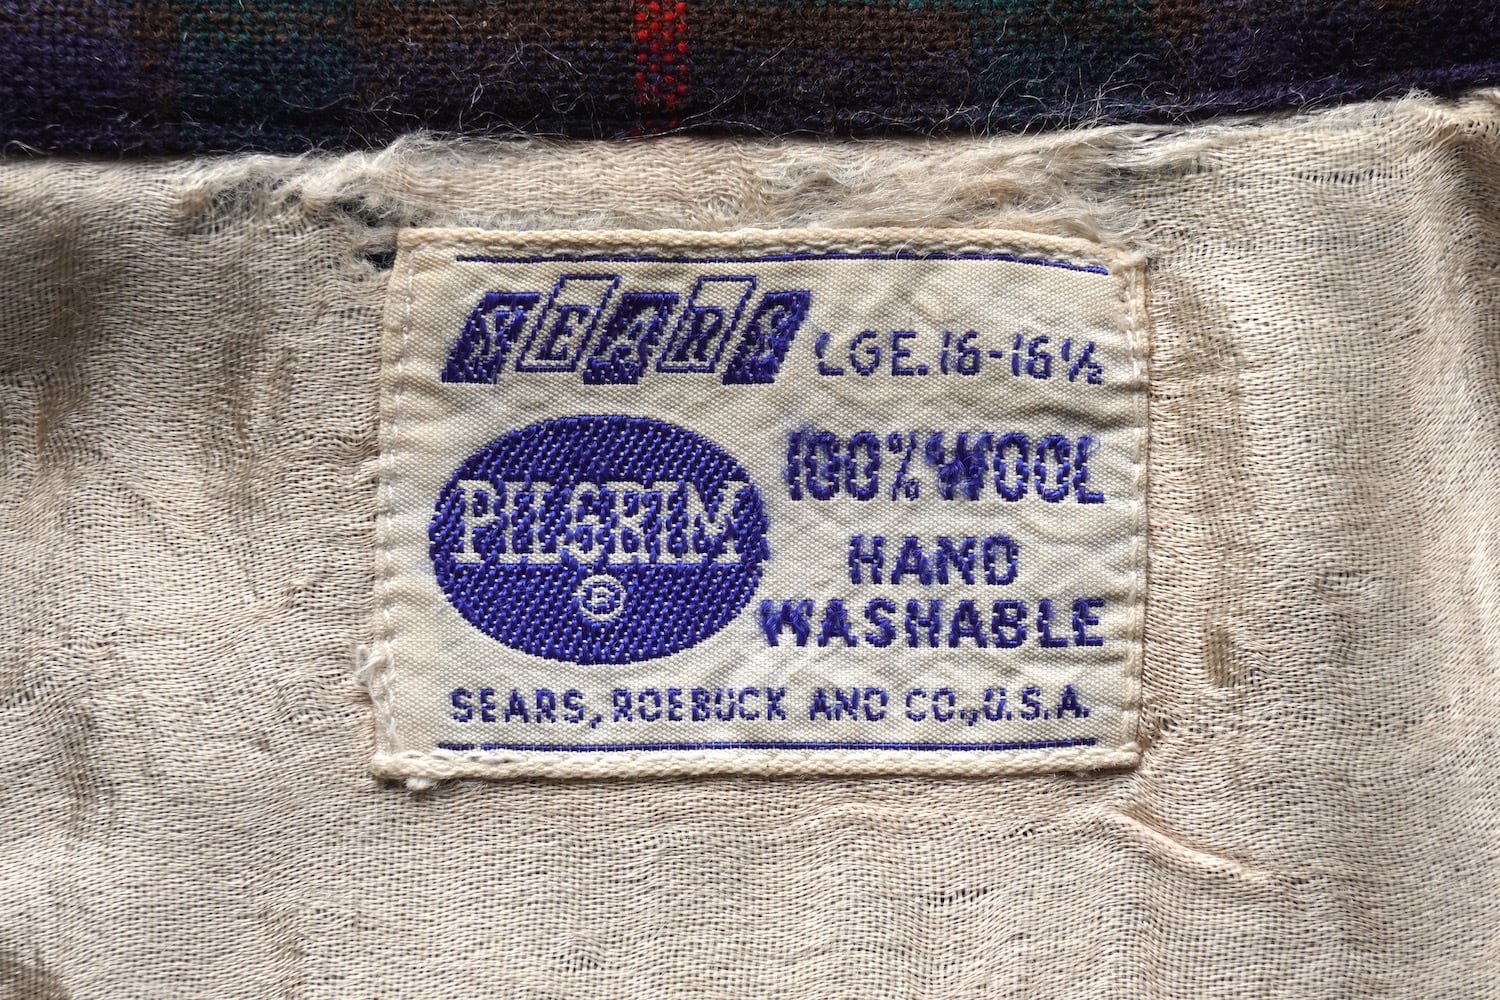 SEARS LGE. 16-16½
100% WOOL
PILGRIM
®
HAND
WASHABLE
SEARS, ROEBUCK AND CO., U.S.A.